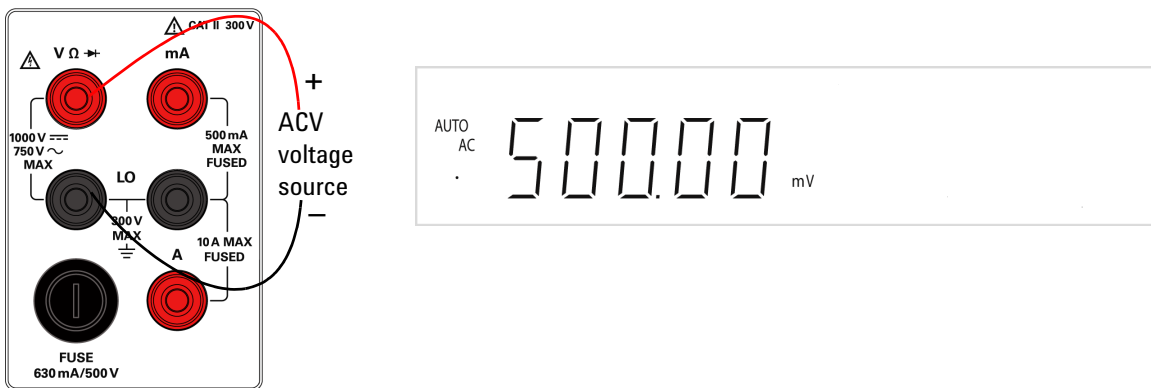 CAT II 300 V
V Ω
mA
1000 V
750 V
MAX
500 mA
MAX
FUSED
LO
300 V
MAX
10 A MAX
FUSED
A
FUSE
630 mA/500 V
+
ACV
voltage
source
–
AUTO
AC
500.00
mV